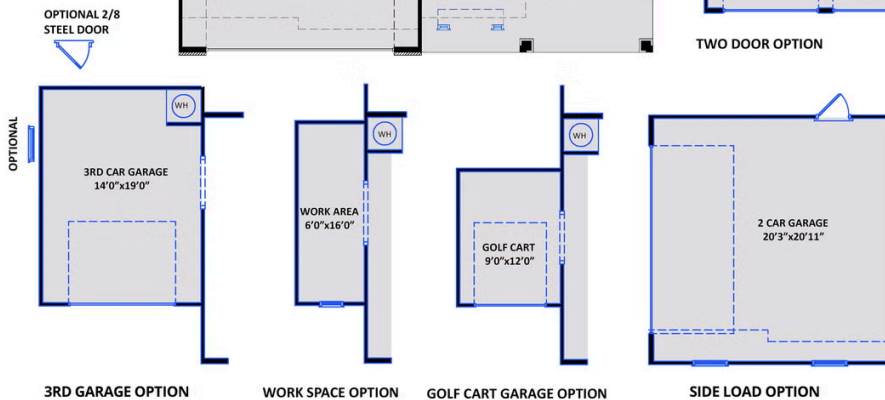 OPTIONAL 2/8
STEEL DOOR
TWO DOOR OPTION
OPTIONAL
WH
3RD CAR GARAGE
14'0"x19'0"
3RD GARAGE OPTION
WH
WORK AREA
6'0"x16'0"
WORK SPACE OPTION
WH
GOLF CART
9'0"x12'0"
GOLF CART GARAGE OPTION
2 CAR GARAGE
20'3"x20'11"
SIDE LOAD OPTION